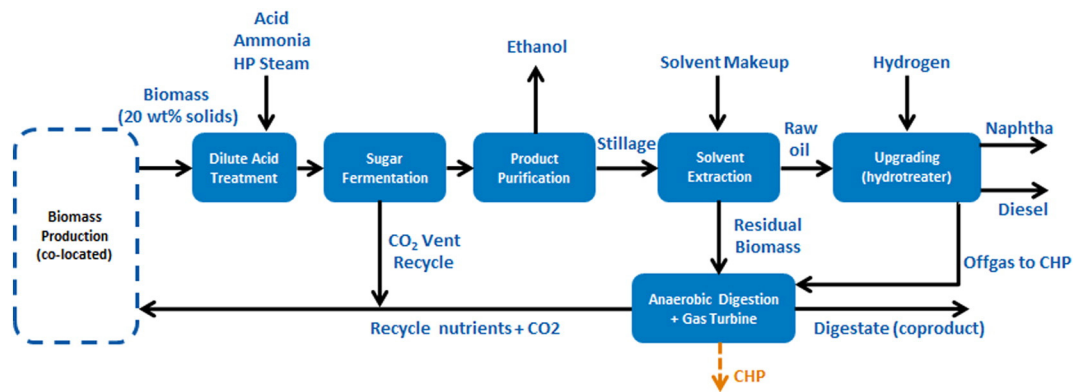 Acid
Ammonia
HP Steam
Ethanol
Solvent Makeup
Hydrogen
Biomass
(20 wt% solids)
Dilute Acid
Treatment
Sugar
Fermentation
Product
Purification
Stillage
Solvent
Extraction
Raw
oil
Upgrading
(hydrotreater)
Naphtha
Diesel
Biomass
Production
(co-located)
CO₂ Vent
Recycle
Residual
Biomass
Offgas to CHP
Anaerobic Digestion
+ Gas Turbine
Recycle nutrients + CO2
Digestate (coproduct)
CHP